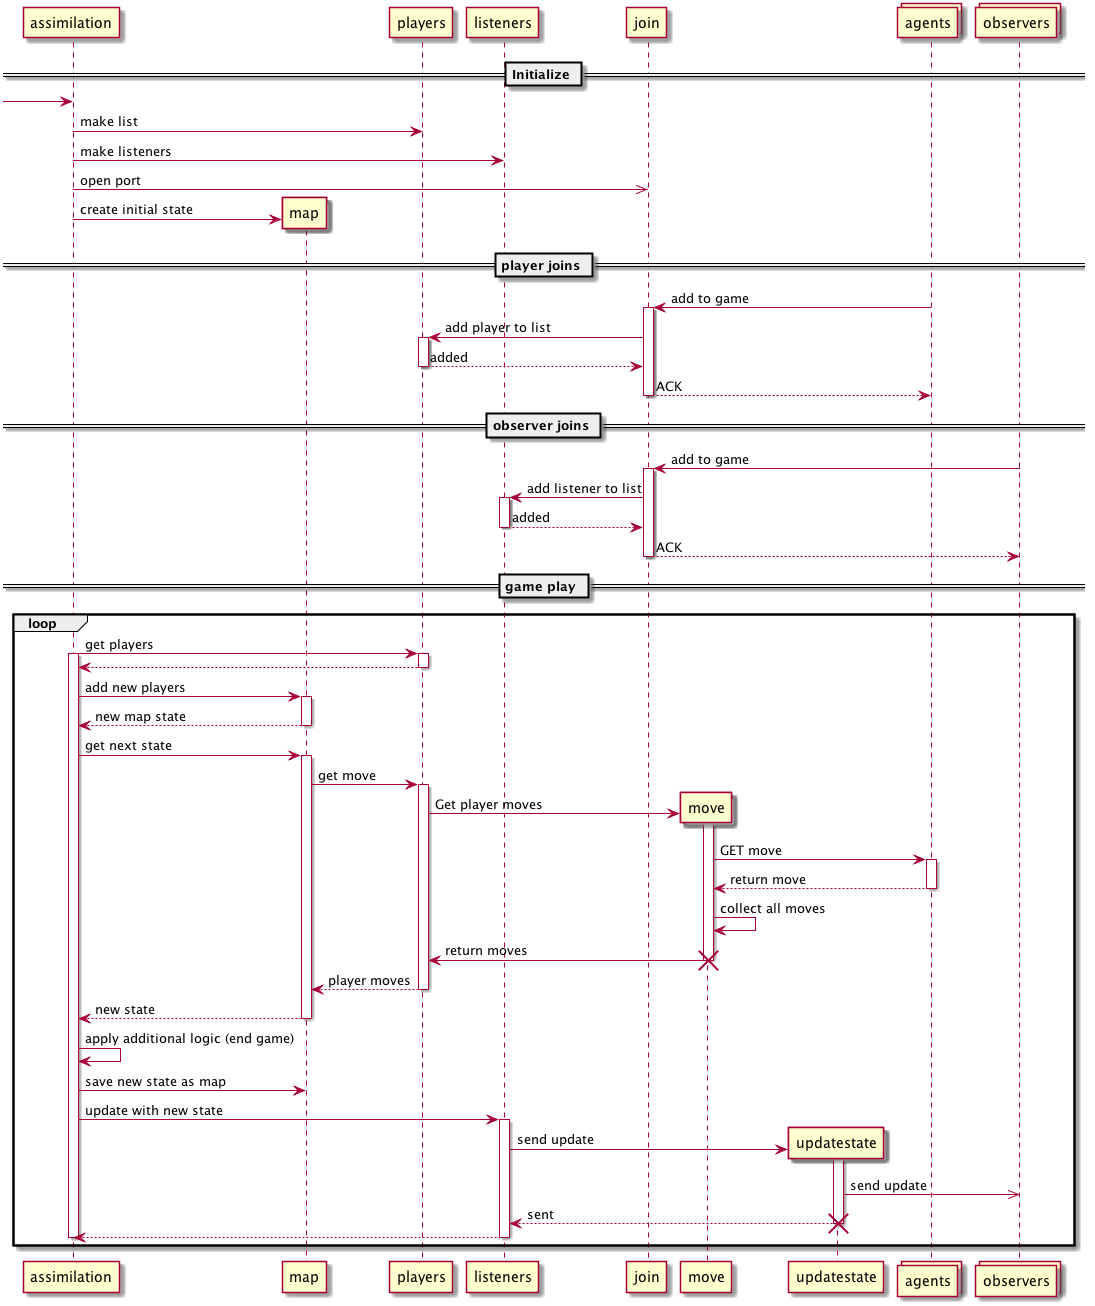 assimilation players listeners join agents observers
Initialize
make list
make listeners
open port
create initial state
map
player joins
add to game
add player to list
added
ACK
observer joins
add to game
add listener to list
added
ACK
game play
loop
get players
add new players
new map state
get next state
get move
Get player moves
move
GET move
return move
collect all moves
return moves
player moves
new state
apply additional logic (end game)
save new state as map
update with new state
send update
updatestate
send update
sent
assimilation map players listeners join move updatestate agents observers